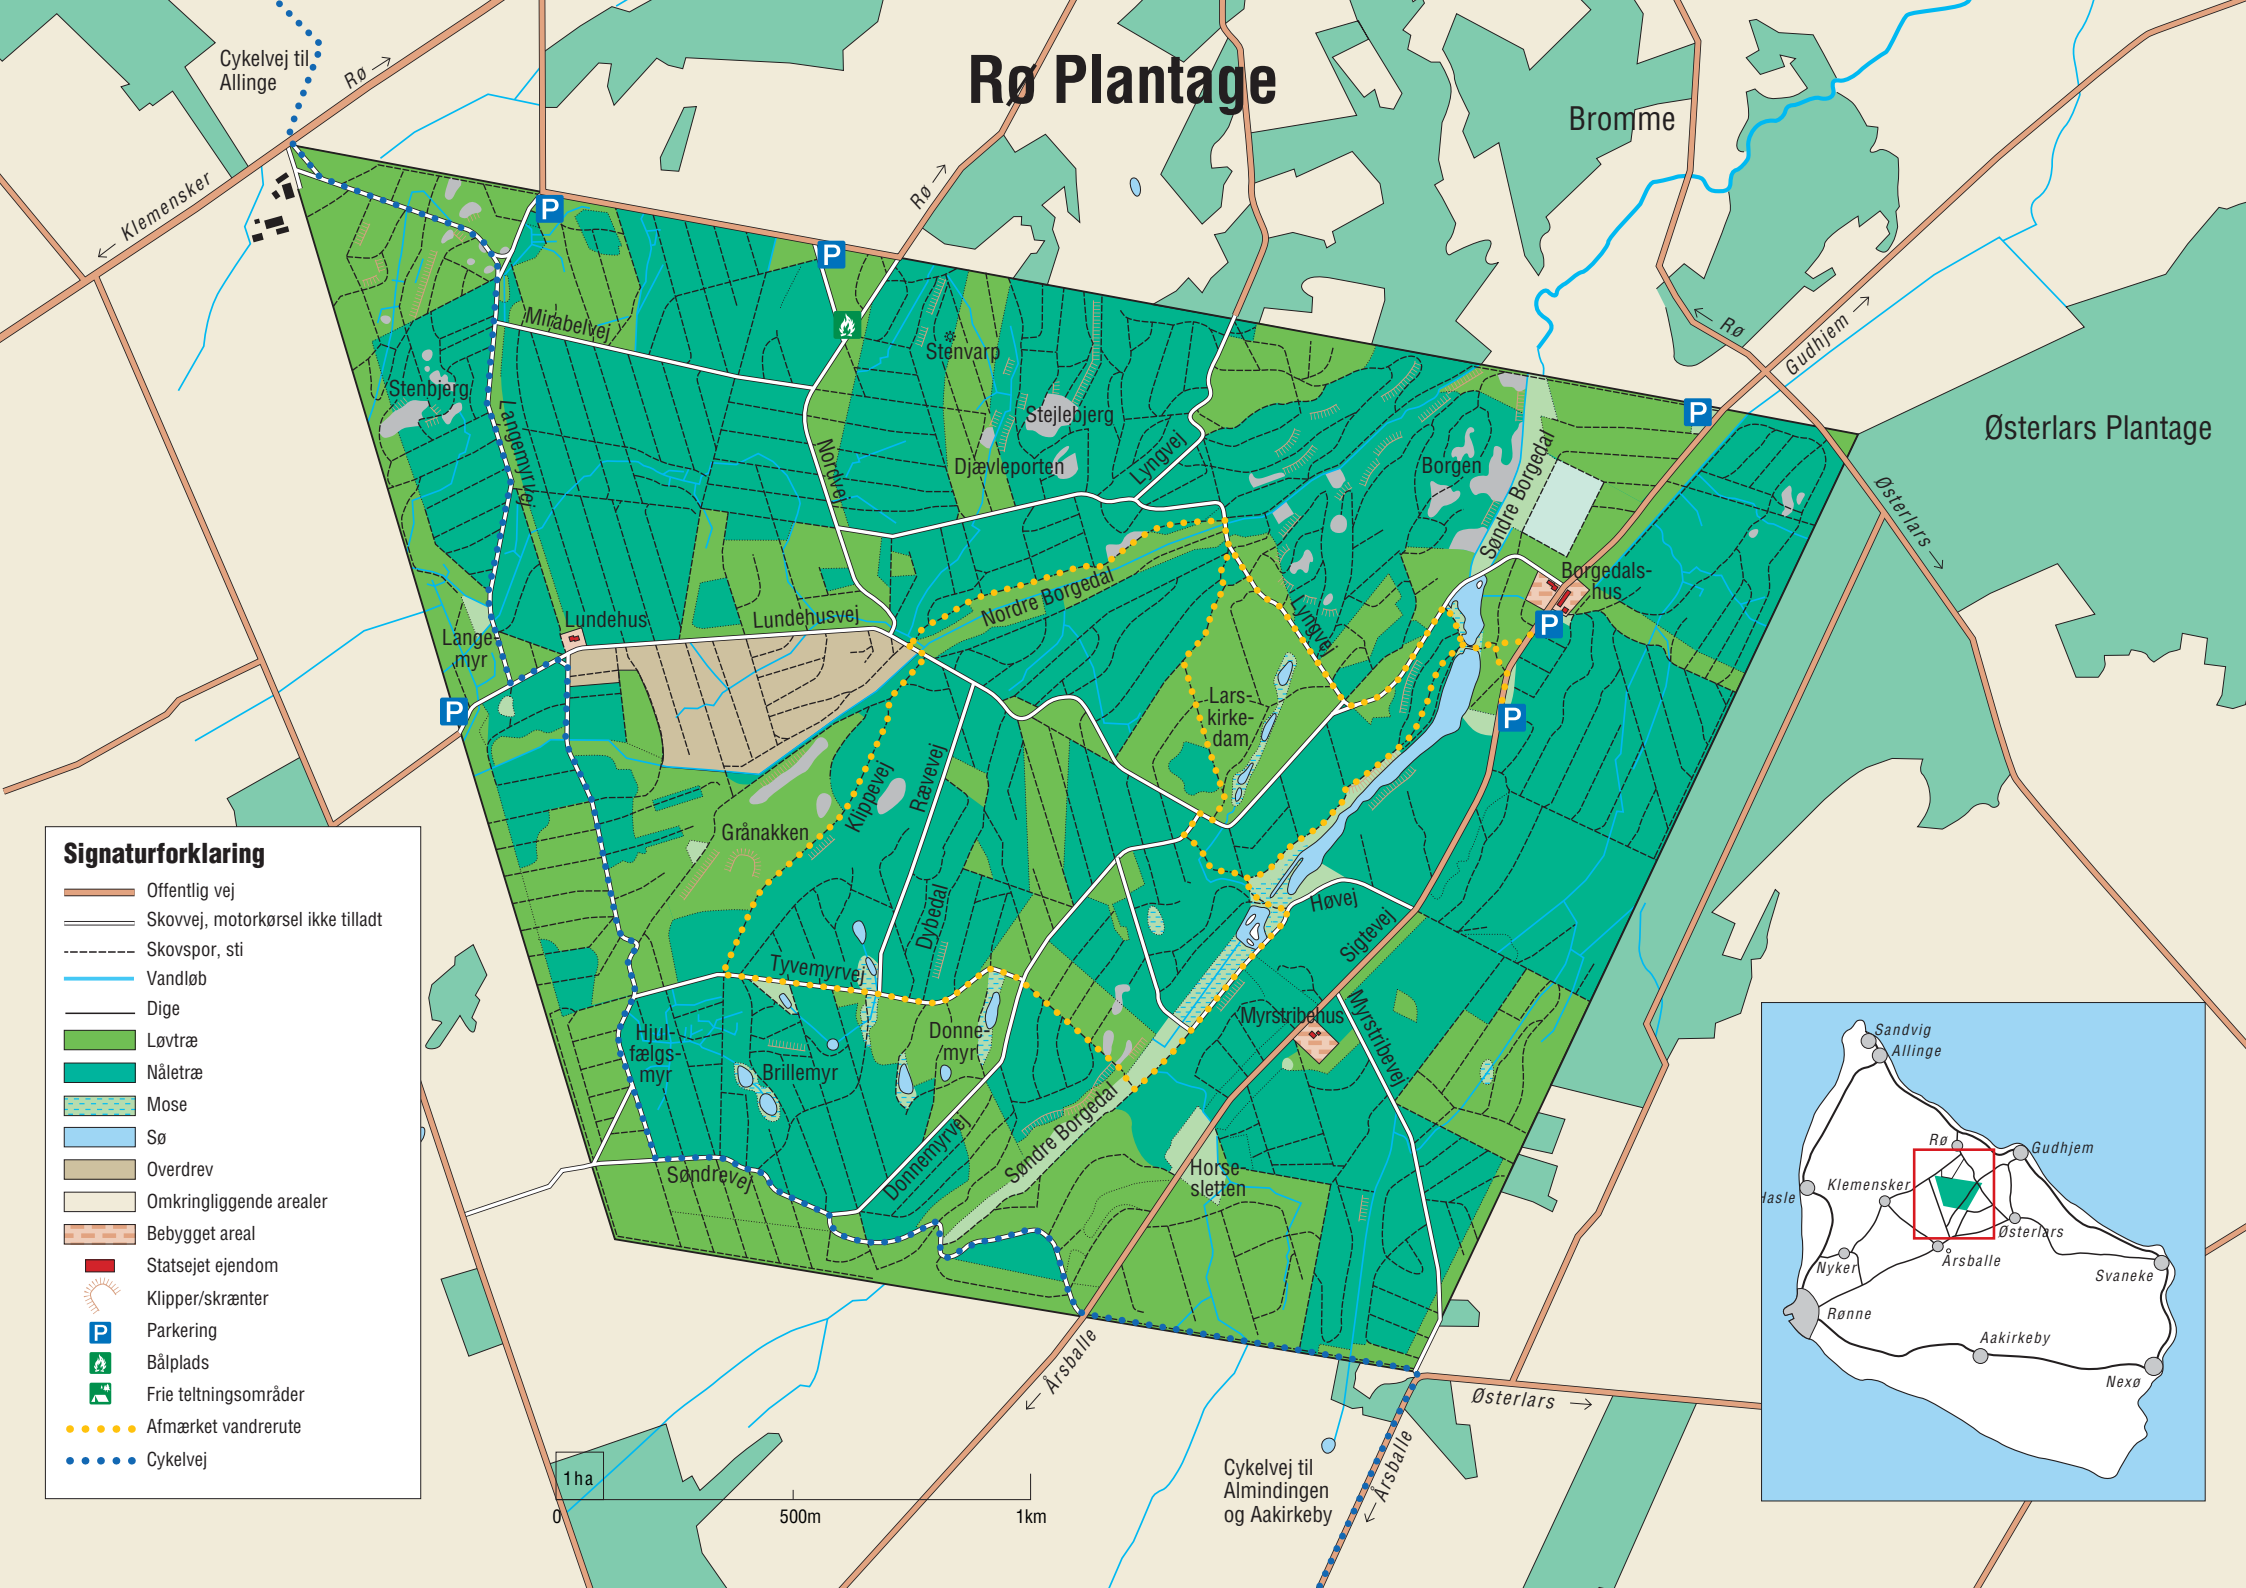 Rø Plantage
Cykelvej til
Allinge
Rø
Klemensker
Rø
Bromme
Rø
Gudhjem
Østerlars Plantage
Østerlars
P
P
P
P
P
P
Mirabelvej
Stenvarp
Stenbjerg
Stejlebjerg
Langemyrvej
Nordvej
Djævleporten
Lyngvej
Borgen
Søndre Borgedal
Borgedals-
hus
Nordre Borgedal
Lyngvej
Lundehus
Lundehusvej
Lange-
myr
Lars-
kirke-
dam
Klippevej
Rævevej
Grånakken
Dybedal
Høvej
Sigtevej
Tyvemyrvej
Myrstribehus
Myrstribevej
Hjul-
fælgs-
myr
Donne-
myr
Brillemyr
Søndre Borgedal
Donnemyrvej
Søndrevej
Horse-
sletten
Årsballe
Østerlars
Årsballe
Cykelvej til
Almindingen
og Aakirkeby
1ha
0 500m 1km
Signaturforklaring
Offentlig vej
Skovvej, motorkørsel ikke tilladt
Skovspor, sti
Vandløb
Dige
Løvtræ
Nåletræ
Mose
Sø
Overdrev
Omkringliggende arealer
Bebygget areal
Statsejet ejendom
Klipper/skrænter
P Parkering
Bålplads
Frie teltningsområder
Afmærket vandrerute
Cykelvej
Sandvig
Allinge
Rø
Gudhjem
Klemensker
Hasle
Østerlars
Årsballe
Nyker
Svaneke
Rønne
Aakirkeby
Nexø